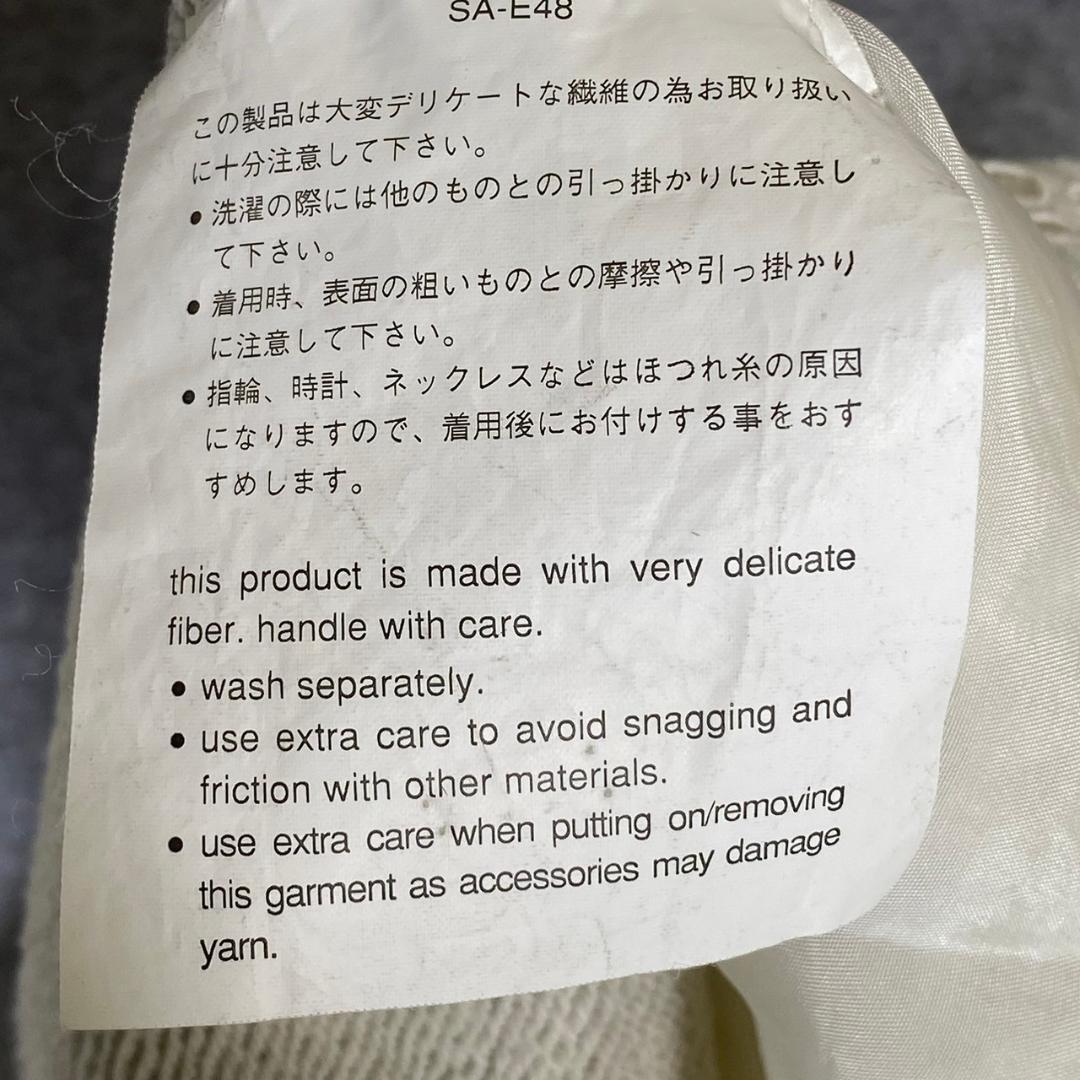 SA-E48
この製品は大変デリケートな繊維の為お取り扱い
に十分注意して下さい。
● 洗濯の際には他のものとの引っ掛かりに注意し
て下さい。
● 着用時、表面の粗いものとの摩擦や引っ掛かり
に注意して下さい。
● 指輪、時計、ネックレスなどはほつれ糸の原因
になりますので、着用後にお付けする事をおす
すめします。
this product is made with very delicate
fiber. handle with care.
● wash separately.
● use extra care to avoid snagging and
friction with other materials.
● use extra care when putting on/removing
this garment as accessories may damage
yarn.